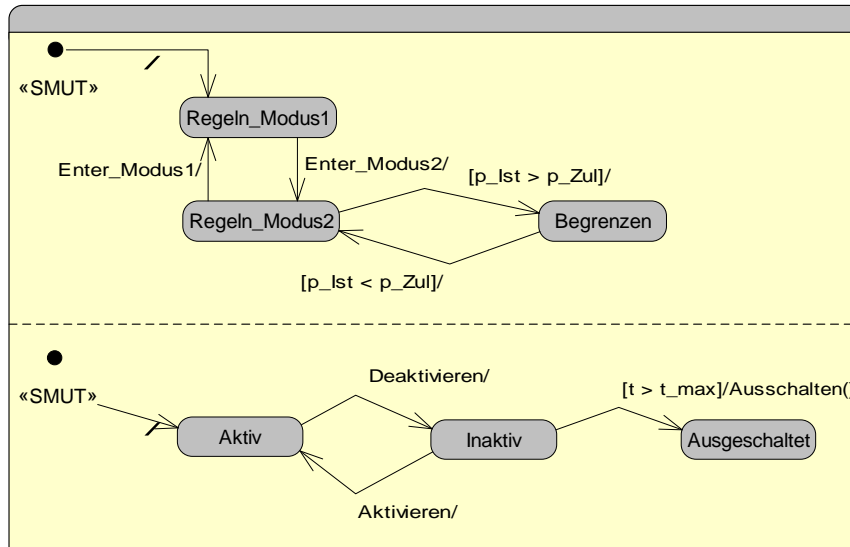 «SMUT»
Regeln_Modus1
Enter_Modus1/
Enter_Modus2/
[p_Ist > p_Zul]/
Regeln_Modus2
Begrenzen
[p_Ist < p_Zul]/
«SMUT»
Deaktivieren/
[t > t_max]/Ausschalten()
Aktiv
Inaktiv
Ausgeschaltet
Aktivieren/